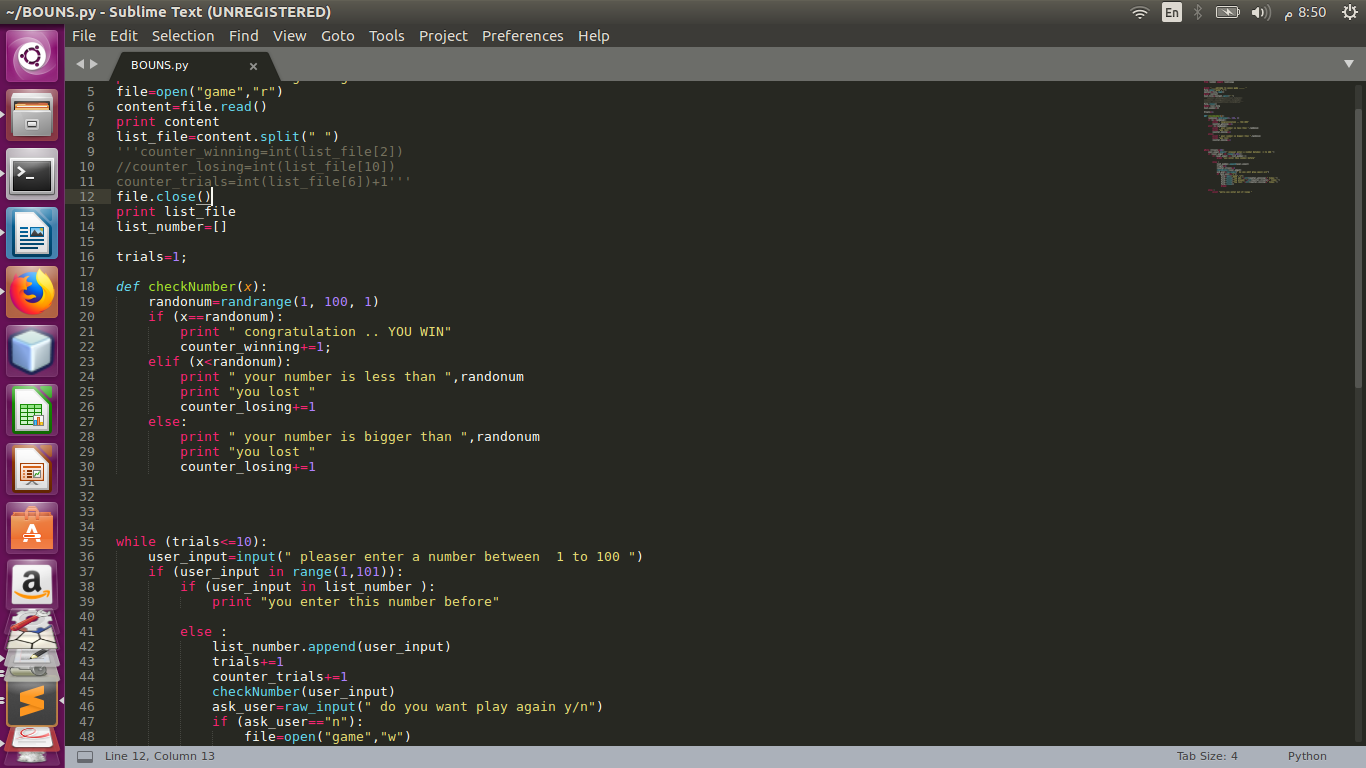 ~/BOUNS.py - Sublime Text (UNREGISTERED)
En
8:50 م
File Edit Selection Find View Goto Tools Project Preferences Help
BOUNS.py ×
5 file=open("game","r")
6 content=file.read()
7 print content
8 list_file=content.split(" ")
9 '''counter_winning=int(list_file[2])
10 //counter_losing=int(list_file[10])
11 counter_trials=int(list_file[6])+1'''
12 file.close()
13 print list_file
14 list_number=[]
15
16 trials=1;
17
18 def checkNumber(x):
19     randonum=randrange(1, 100, 1)
20     if (x==randonum):
21         print " congratulation .. YOU WIN"
22         counter_winning+=1;
23     elif (x<randonum):
24         print " your number is less than ",randonum
25         print "you lost "
26         counter_losing+=1
27     else:
28         print " your number is bigger than ",randonum
29         print "you lost "
30         counter_losing+=1
31
32
33
34
35 while (trials<=10):
36     user_input=input(" pleaser enter a number between  1 to 100 ")
37     if (user_input in range(1,101)):
38         if (user_input in list_number ):
39             print "you enter this number before"
40
41         else :
42             list_number.append(user_input)
43             trials+=1
44             counter_trials+=1
45             checkNumber(user_input)
46             ask_user=raw_input(" do you want play again y/n")
47             if (ask_user=="n"):
48                 file=open("game","w")
Line 12, Column 13
Tab Size: 4
Python